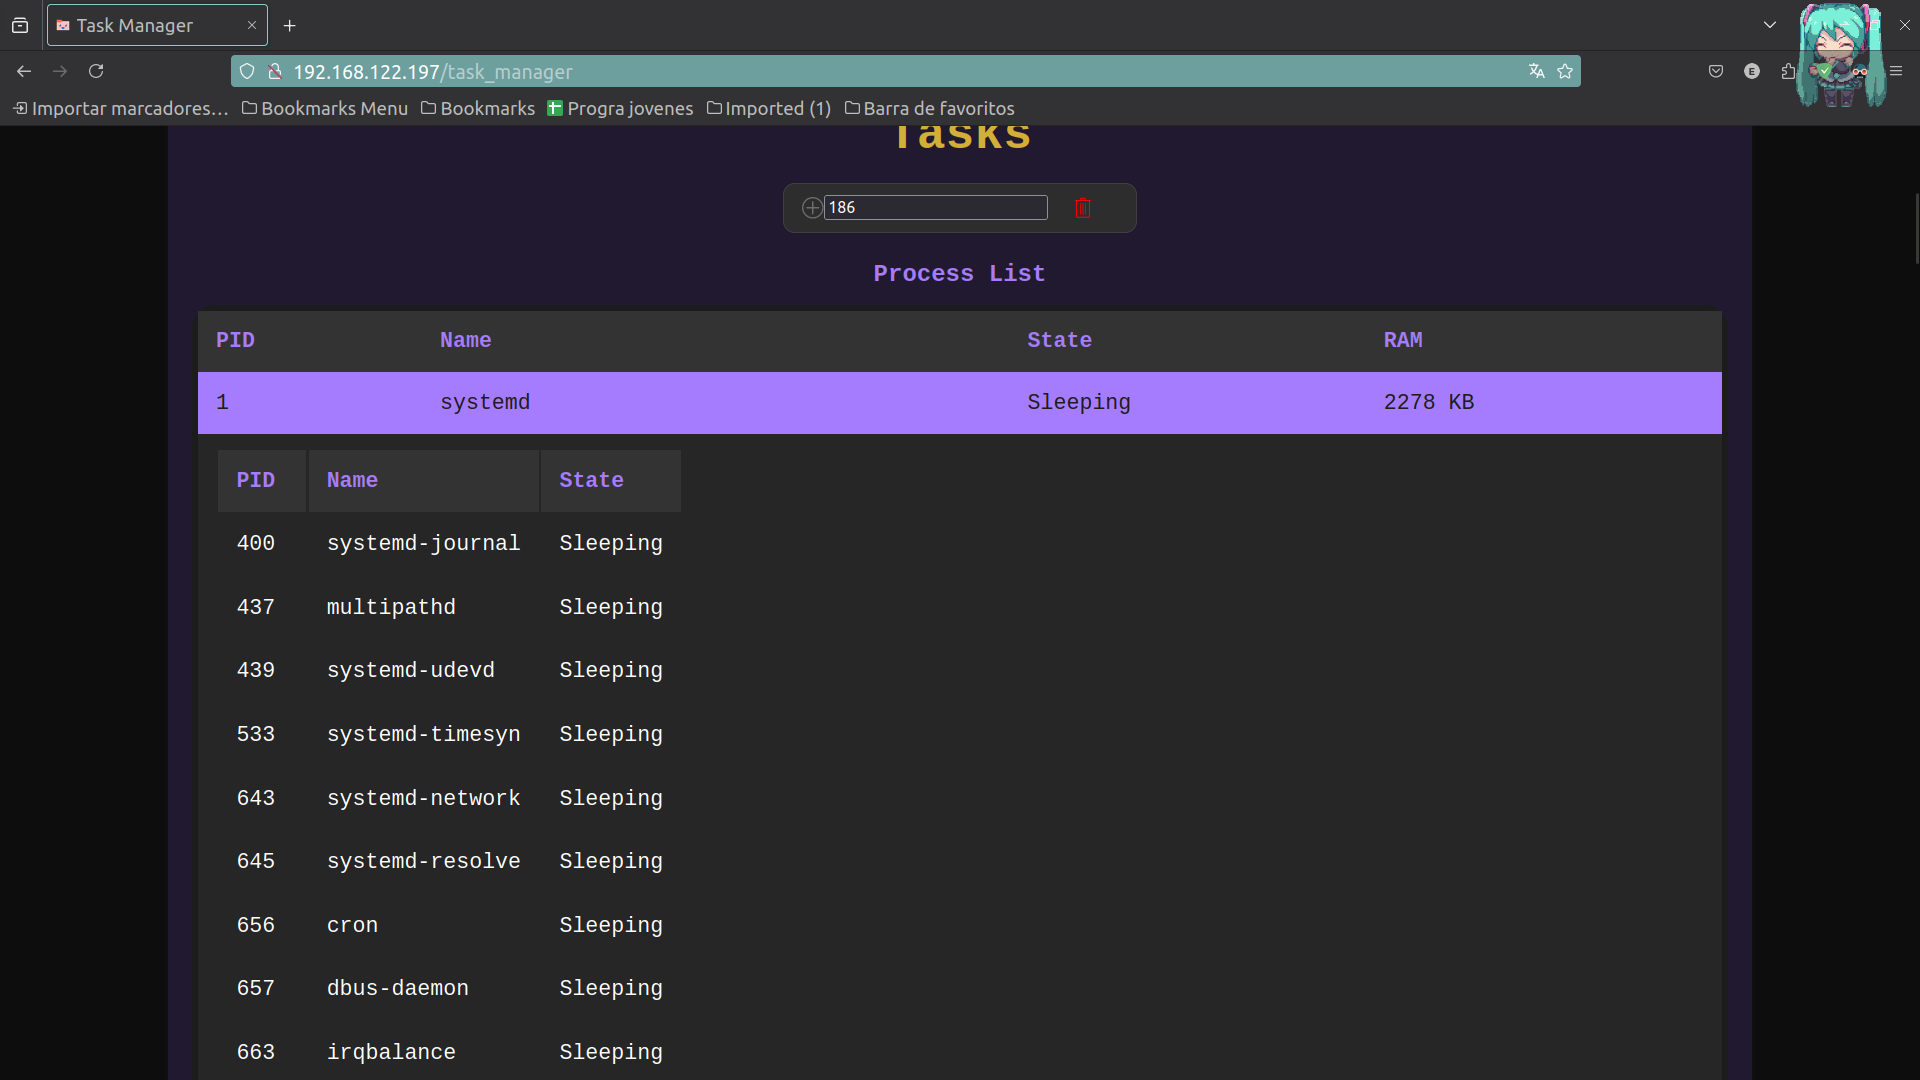 Task Manager
192.168.122.197/task_manager
E
Importar marcadores… Bookmarks Menu Bookmarks Progra jovenes Imported (1) Barra de favoritos
Tasks
186
Process List
PID Name State RAM
1 systemd Sleeping 2278 KB
PID Name State
400 systemd-journal Sleeping
437 multipathd Sleeping
439 systemd-udevd Sleeping
533 systemd-timesyn Sleeping
643 systemd-network Sleeping
645 systemd-resolve Sleeping
656 cron Sleeping
657 dbus-daemon Sleeping
663 irqbalance Sleeping